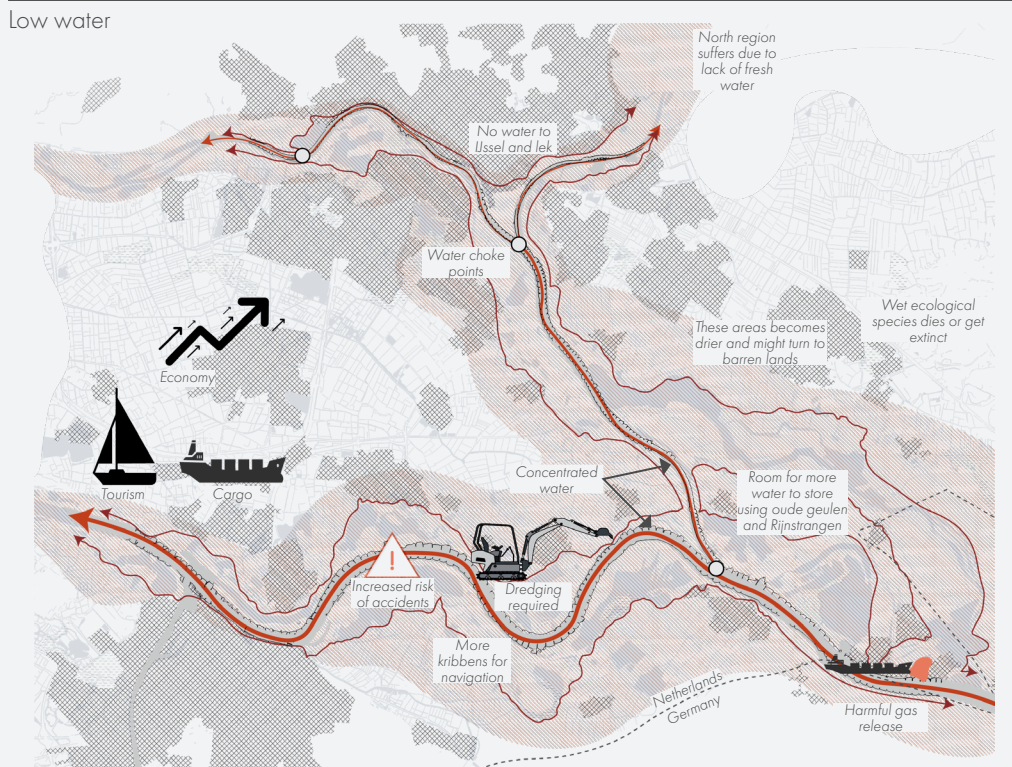 Low water
North region
suffers due to
lack of fresh
water
No water to
IJssel and lek
Water choke
points
Wet ecological
species dies or get
extinct
These areas becomes
drier and might turn to
barren lands
Economy
Tourism
Cargo
Concentrated
water
Room for more
water to store
using oude geulen
and Rijnstrangen
!
Increased risk
of accidents
Dredging
required
More
kribbens for
navigation
Netherlands
Germany
Harmful gas
release